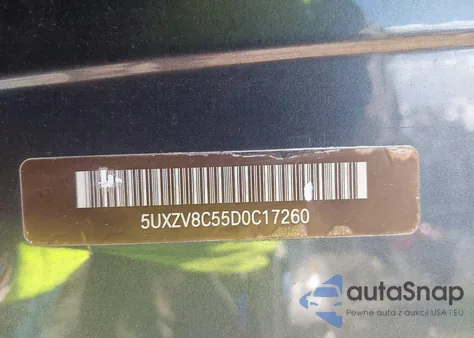 5UXZV8C55D0C17260
autaSnap
Pewne auta z aukcji USA i EU